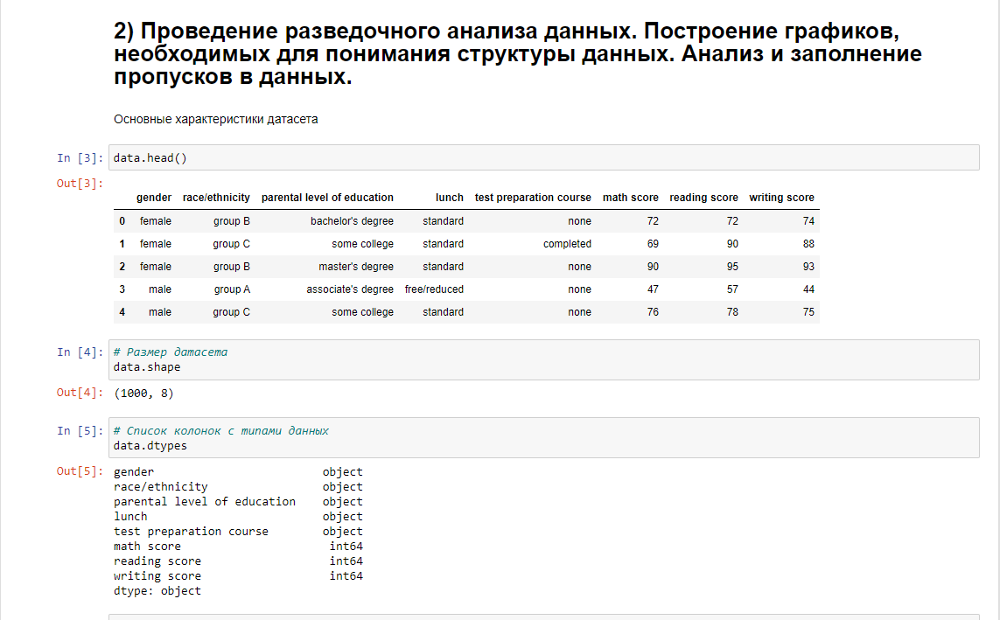 2) Проведение разведочного анализа данных. Построение графиков,
необходимых для понимания структуры данных. Анализ и заполнение
пропусков в данных.
Основные характеристики датасета
In [3]: data.head()
Out[3]:
gender race/ethnicity parental level of education lunch test preparation course math score reading score writing score
0 female group B bachelor's degree standard none 72 72 74
1 female group C some college standard completed 69 90 88
2 female group B master's degree standard none 90 95 93
3 male group A associate's degree free/reduced none 47 57 44
4 male group C some college standard none 76 78 75
In [4]: # Размер датасета
data.shape
Out[4]: (1000, 8)
In [5]: # Список колонок с типами данных
data.dtypes
Out[5]: gender object
race/ethnicity object
parental level of education object
lunch object
test preparation course object
math score int64
reading score int64
writing score int64
dtype: object